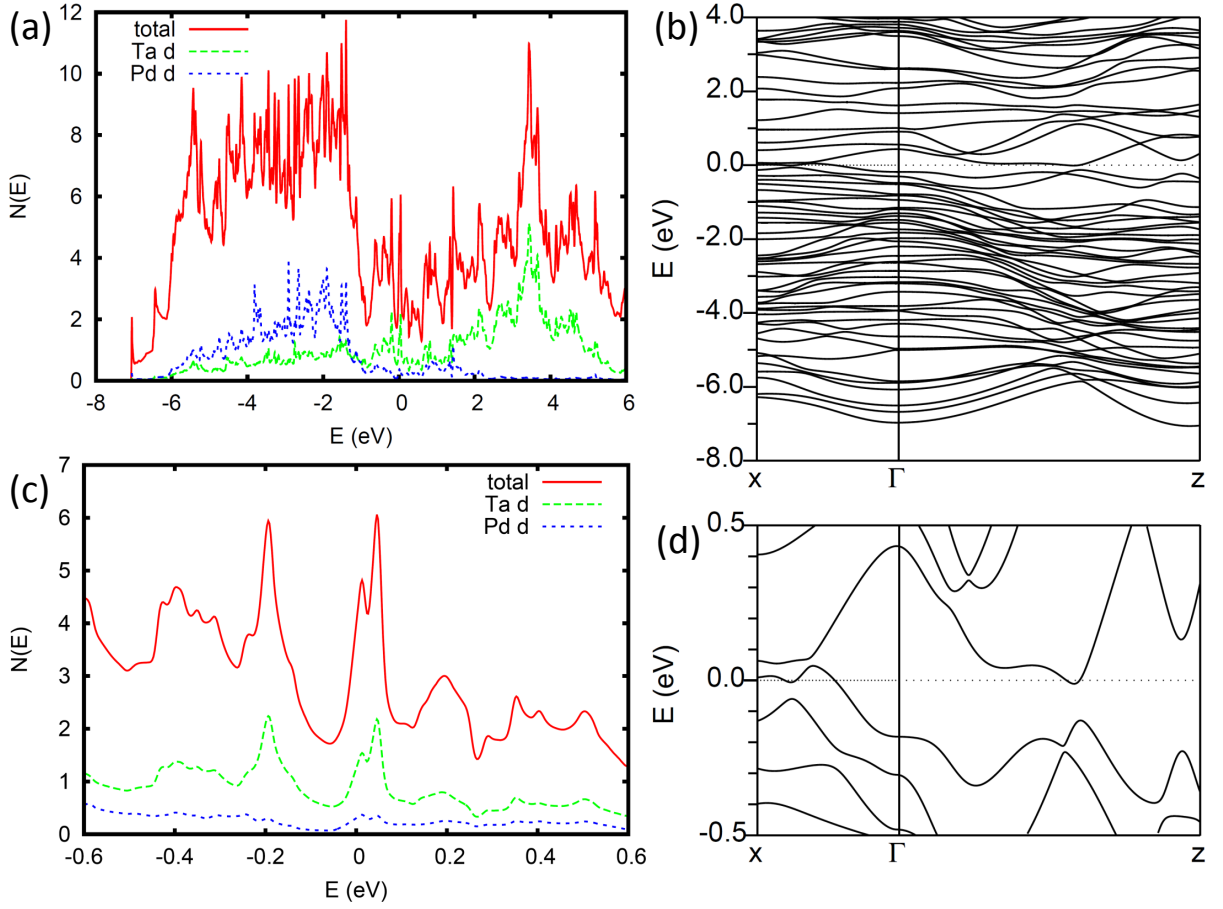 (a)
12
10
8
6
4
2
0
N(E)
total
Ta d
Pd d
-8
-6
-4
-2
0
2
4
6
E (eV)
(b)
4.0
2.0
0.0
-2.0
-4.0
-6.0
-8.0
E (eV)
x
Γ
z
(c)
7
6
5
4
3
2
1
0
N(E)
total
Ta d
Pd d
-0.6
-0.4
-0.2
0
0.2
0.4
0.6
E (eV)
(d)
0.5
0.0
-0.5
E (eV)
x
Γ
z